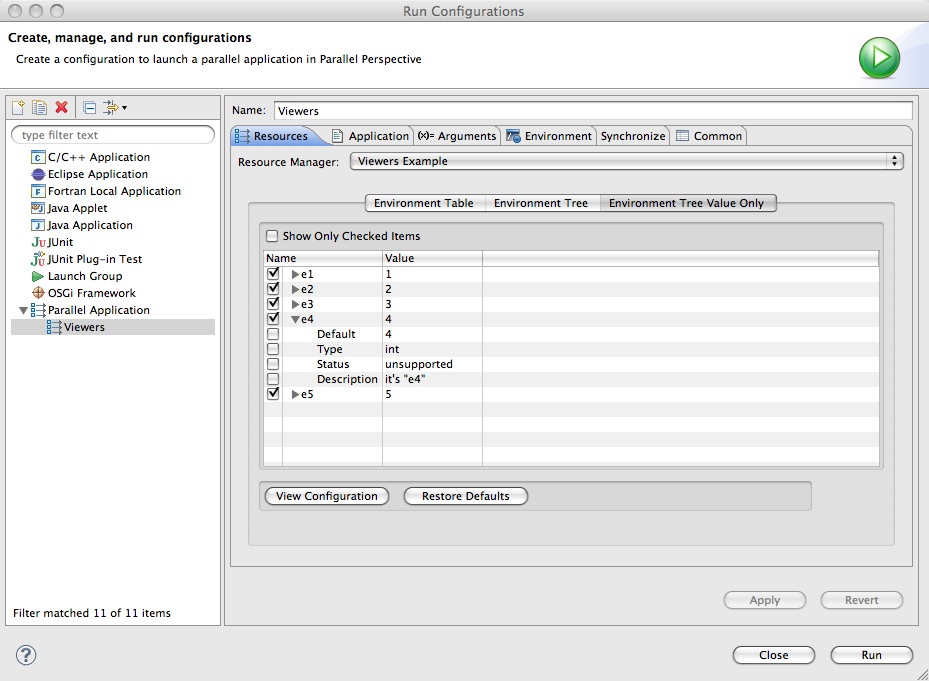 Run Configurations
Create, manage, and run configurations
Create a configuration to launch a parallel application in Parallel Perspective
type filter text
C/C++ Application
Eclipse Application
Fortran Local Application
Java Applet
Java Application
JUnit
JUnit Plug-in Test
Launch Group
OSGi Framework
Parallel Application
Viewers
Filter matched 11 of 11 items
Name: Viewers
Resources Application (x)= Arguments Environment Synchronize Common
Resource Manager: Viewers Example
Environment Table Environment Tree Environment Tree Value Only
Show Only Checked Items
Name Value
e1 1
e2 2
e3 3
e4 4
Default 4
Type int
Status unsupported
Description it's "e4"
e5 5
View Configuration Restore Defaults
Apply Revert
? Close Run